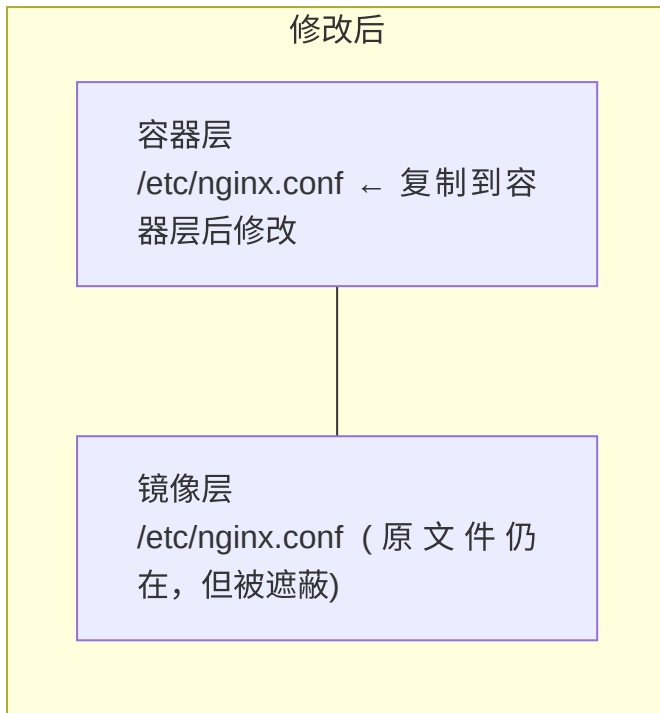 修改后
容器层
/etc/nginx.conf ← 复制到容
器层后修改
镜像层
/etc/nginx.conf (原文件仍
在，但被遮蔽)